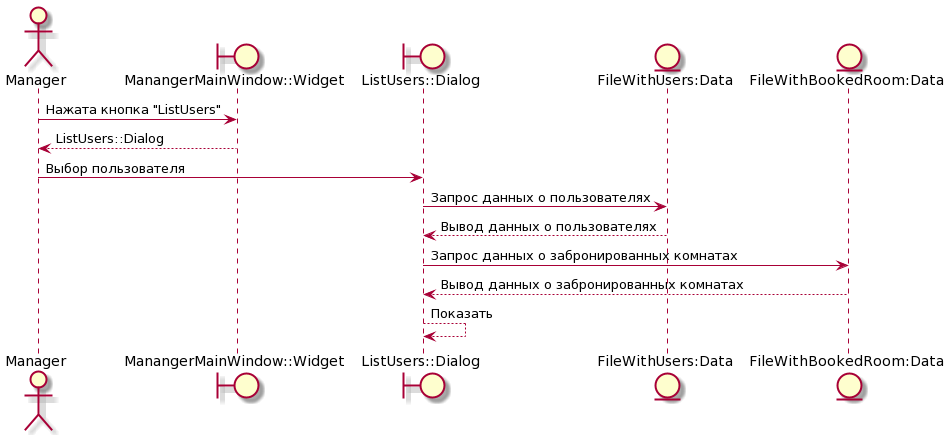 Manager
ManangerMainWindow::Widget
ListUsers::Dialog
FileWithUsers:Data
FileWithBookedRoom:Data
Нажата кнопка "ListUsers"
ListUsers::Dialog
Выбор пользователя
Запрос данных о пользователях
Вывод данных о пользователях
Запрос данных о забронированных комнатах
Вывод данных о забронированных комнатах
Показать
Manager
ManangerMainWindow::Widget
ListUsers::Dialog
FileWithUsers:Data
FileWithBookedRoom:Data